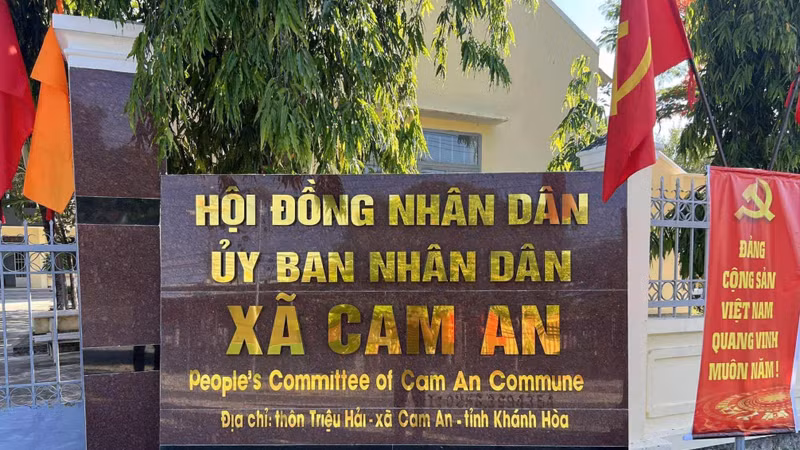 HỘI ĐỒNG NHÂN DÂN
ỦY BAN NHÂN DÂN
XÃ CAM AN
People's Committee of Cam An Commune
Địa chỉ: thôn Triệu Hải - xã Cam An - tỉnh Khánh Hòa
ĐẢNG
CỘNG SẢN
VIỆT NAM
QUANG VINH
MUÔN NĂM!